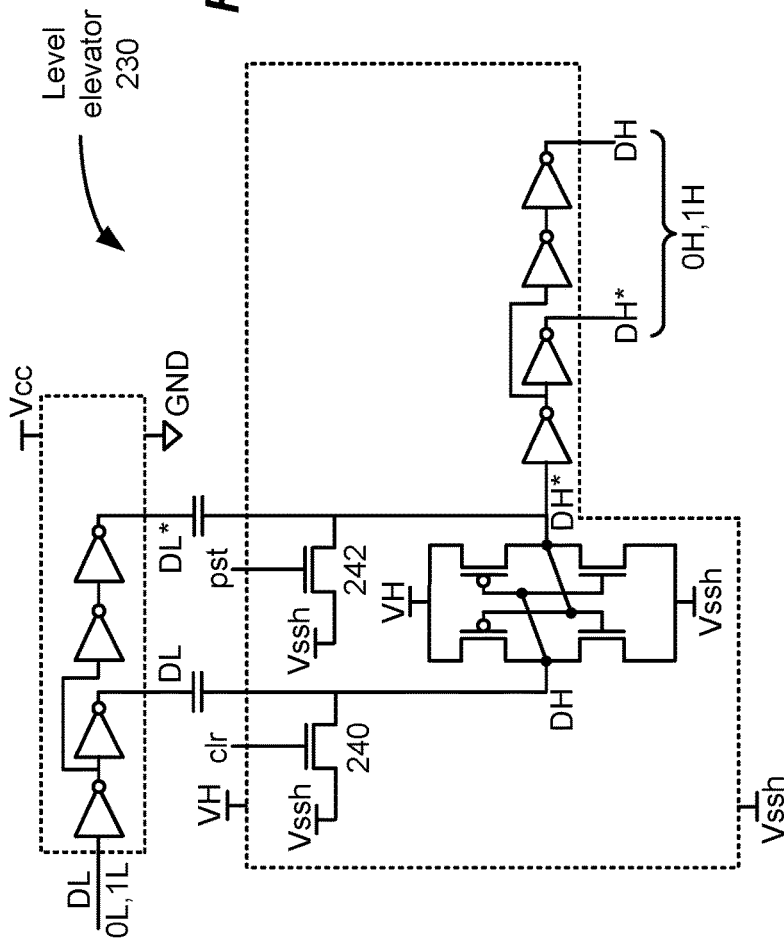 Level
elevator
230
F
Vcc
GND
DL
0L,1L
DL
DL*
clr
pst
VH
Vssh
240
Vssh
242
DH
VH
Vssh
DH*
DH*
DH
0H,1H
Vssh